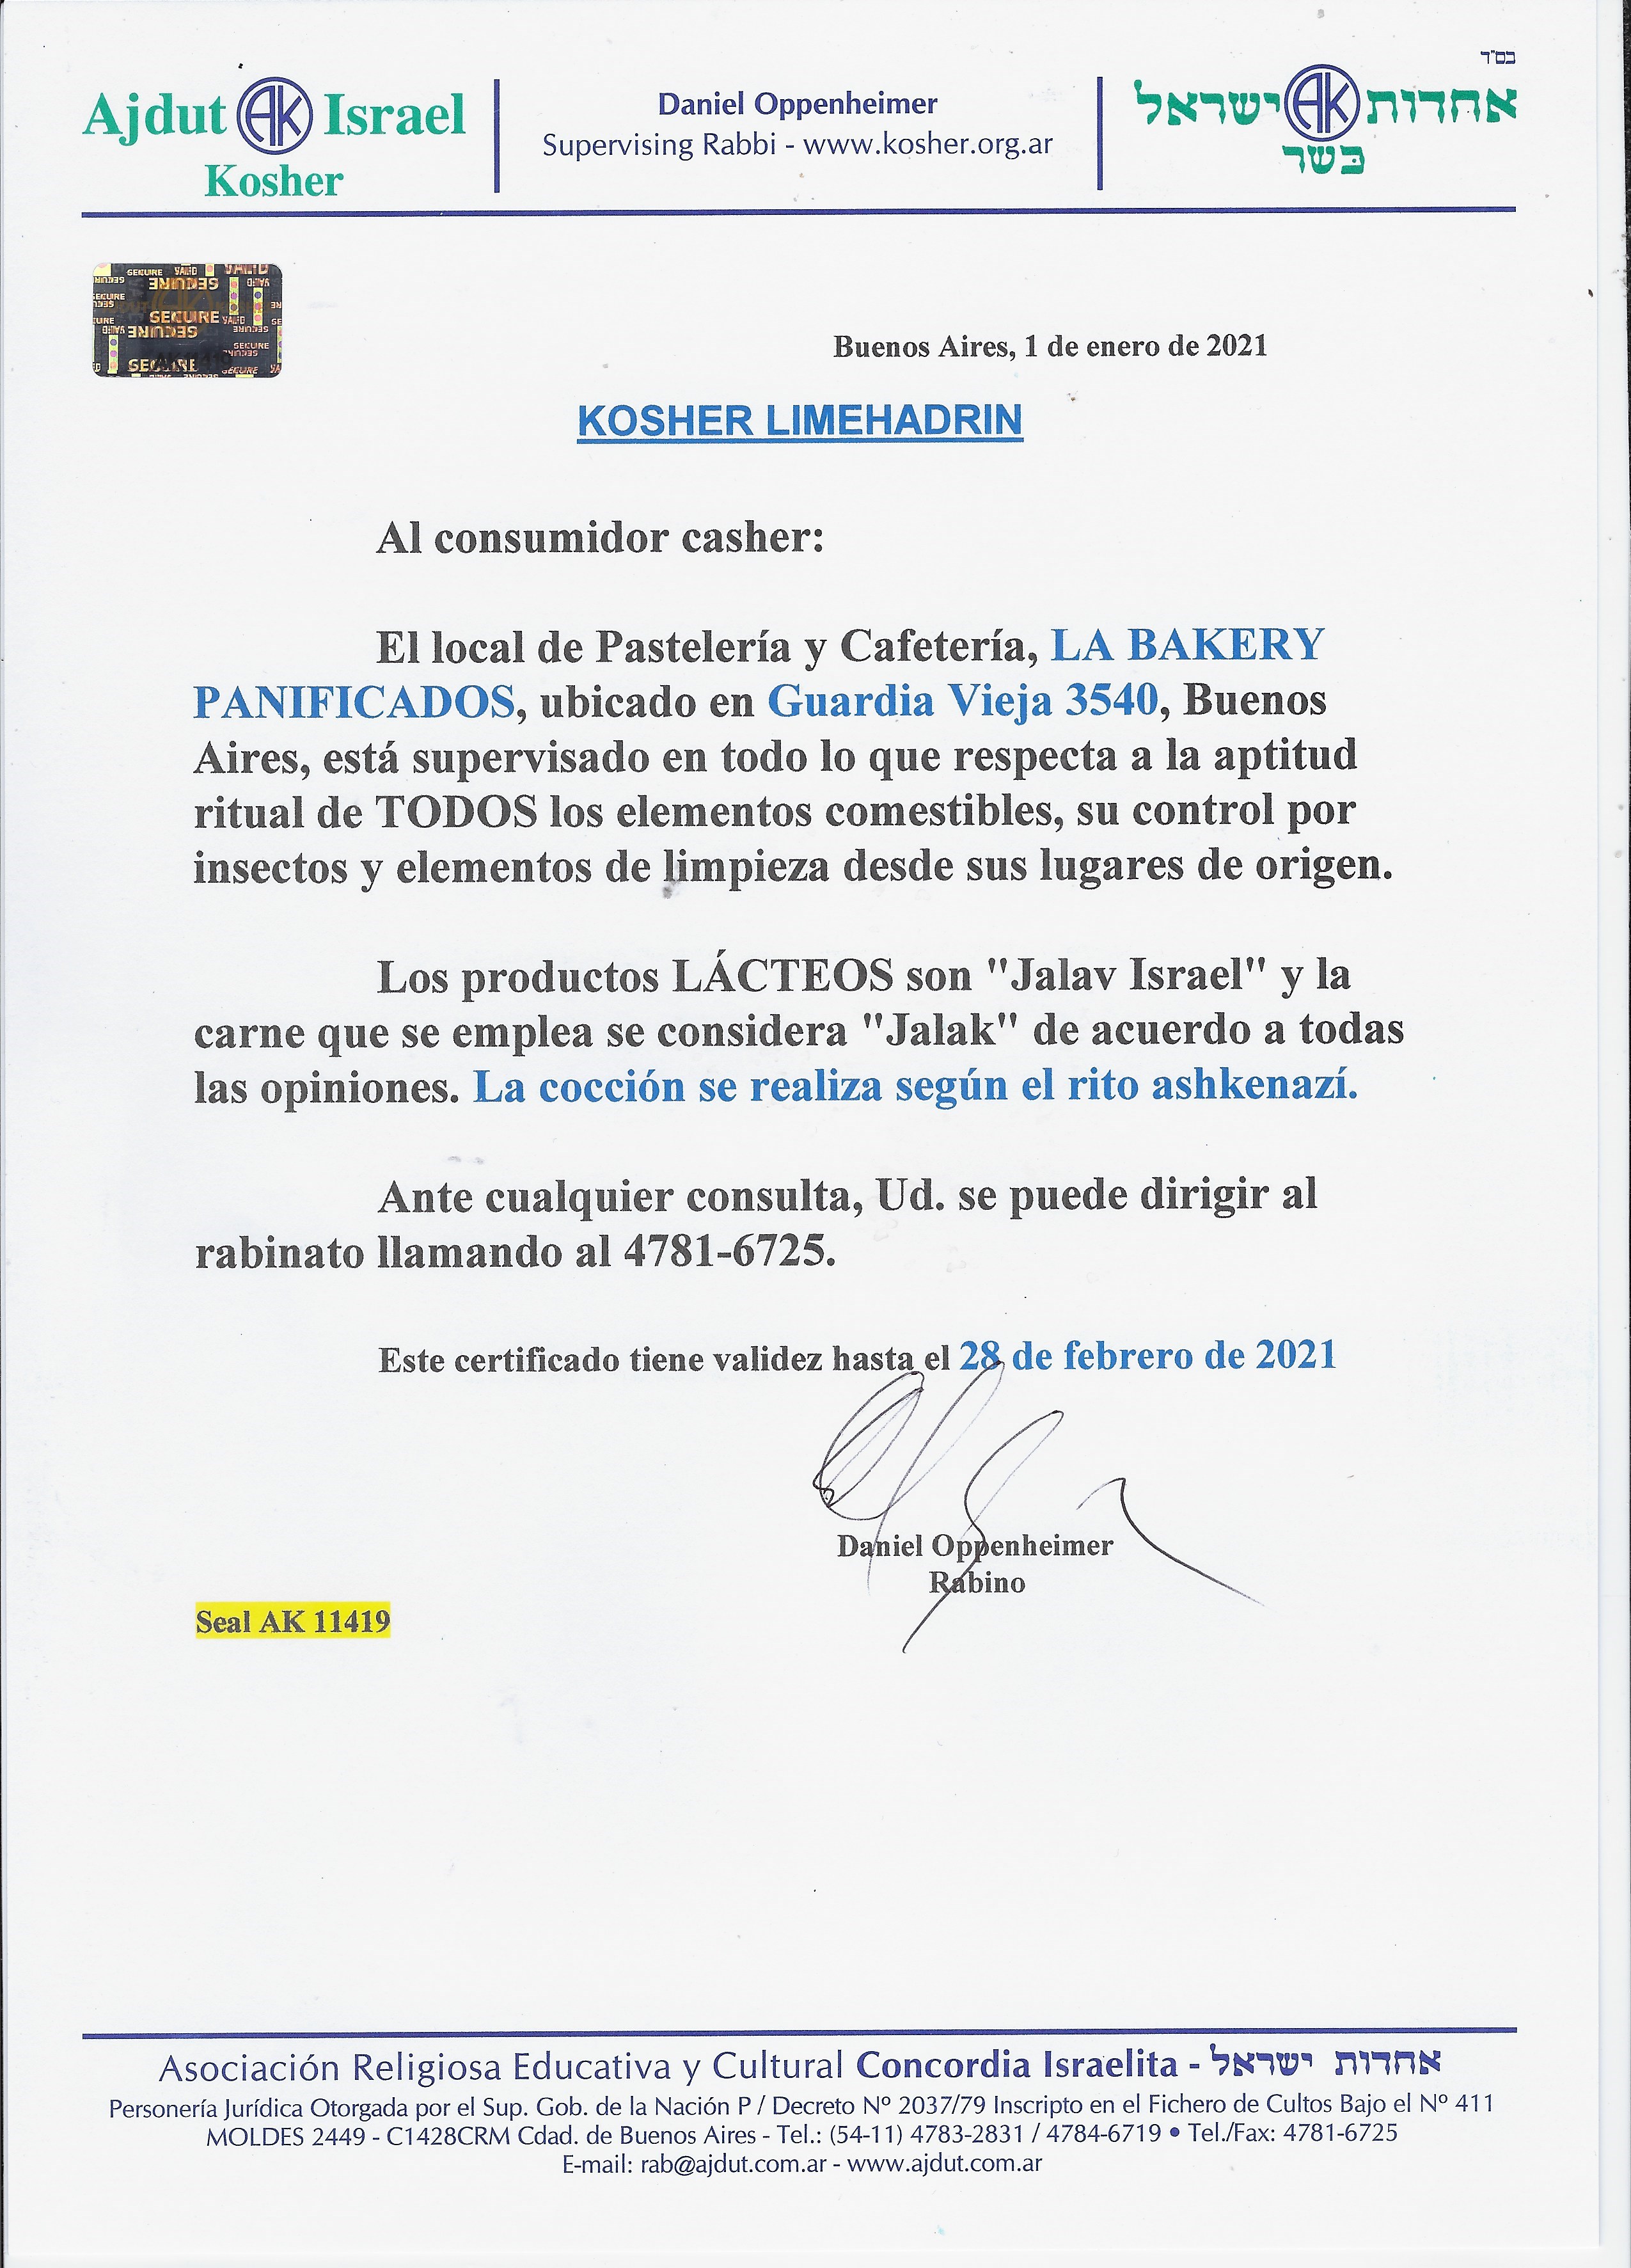 בס"ד
Ajdut AK Israel
Kosher
Daniel Oppenheimer
Supervising Rabbi - www.kosher.org.ar
אחדות AK ישראל
כשר
SECURE VALID
Buenos Aires, 1 de enero de 2021
KOSHER LIMEHADRIN
Al consumidor casher:
El local de Pastelería y Cafetería, LA BAKERY
PANIFICADOS, ubicado en Guardia Vieja 3540, Buenos
Aires, está supervisado en todo lo que respecta a la aptitud
ritual de TODOS los elementos comestibles, su control por
insectos y elementos de limpieza desde sus lugares de origen.
Los productos LÁCTEOS son "Jalav Israel" y la
carne que se emplea se considera "Jalak" de acuerdo a todas
las opiniones. La cocción se realiza según el rito ashkenazí.
Ante cualquier consulta, Ud. se puede dirigir al
rabinato llamando al 4781-6725.
Este certificado tiene validez hasta el 28 de febrero de 2021
Daniel Oppenheimer
Rabino
Seal AK 11419
Asociación Religiosa Educativa y Cultural Concordia Israelita - אחדות ישראל
Personería Jurídica Otorgada por el Sup. Gob. de la Nación P / Decreto Nº 2037/79 Inscripto en el Fichero de Cultos Bajo el Nº 411
MOLDES 2449 - C1428CRM Cdad. de Buenos Aires - Tel.: (54-11) 4783-2831 / 4784-6719 • Tel./Fax: 4781-6725
E-mail: rab@ajdut.com.ar - www.ajdut.com.ar